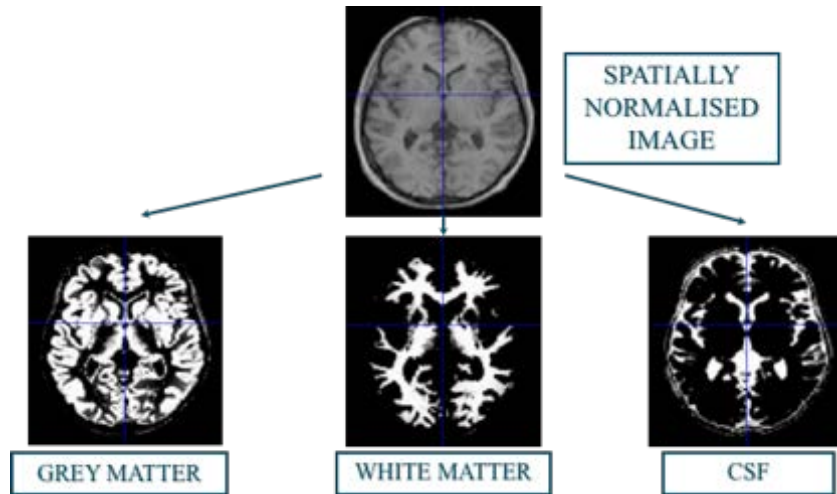 SPATIALLY
NORMALISED
IMAGE
GREY MATTER
WHITE MATTER
CSF